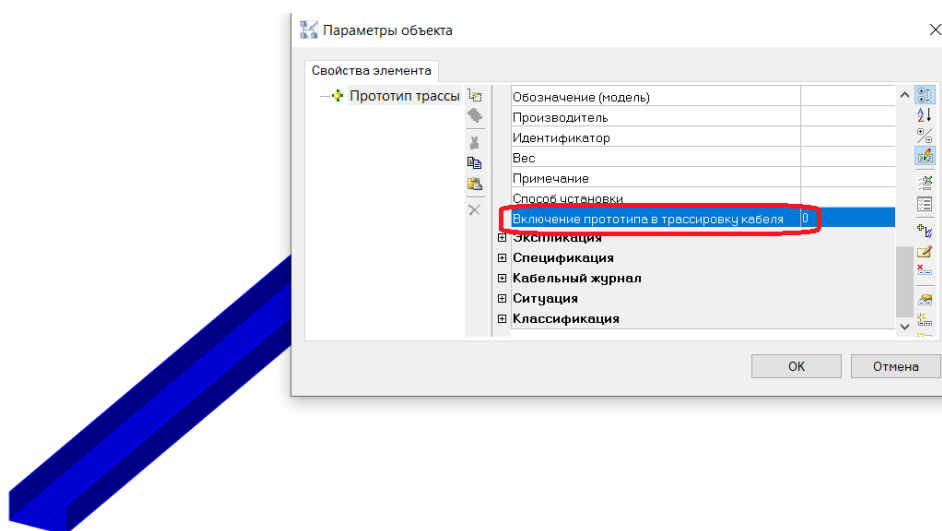 Параметры объекта
Свойства элемента
Прототип трассы
Обозначение (модель)
Производитель
Идентификатор
Вес
Примечание
Способ установки
Включение прототипа в трассировку кабеля 0
Экспликация
Спецификация
Кабельный журнал
Ситуация
Классификация
OK Отмена